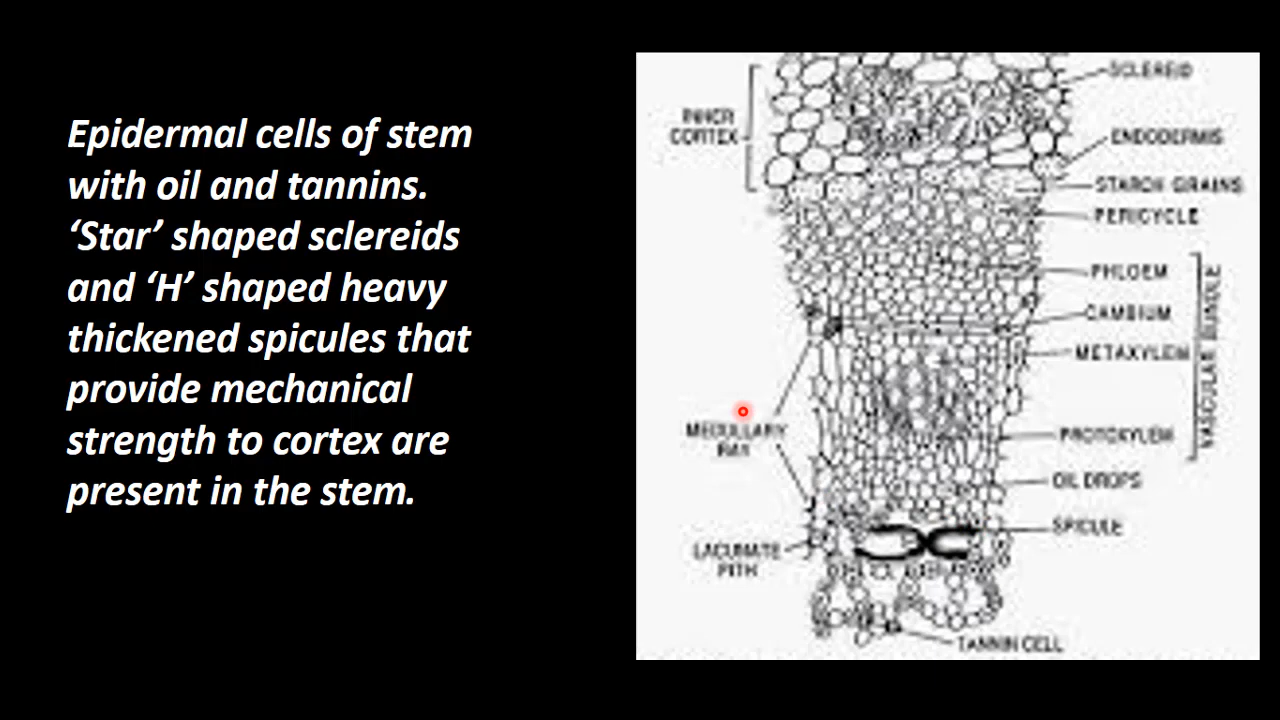 Epidermal cells of stem
with oil and tannins.
‘Star’ shaped sclereids
and ‘H’ shaped heavy
thickened spicules that
provide mechanical
strength to cortex are
present in the stem.
INNER
CORTEX
SCLEREID
ENDODERMIS
STARCH GRAINS
PERICYCLE
PHLOEM
CAMBIUM
METAXYLEM
VASCULAR BUNDLE
MEDULLARY
RAY
PROTOXYLEM
OIL DROPS
SPICULE
LACUNATE
PITH
TANNIN CELL